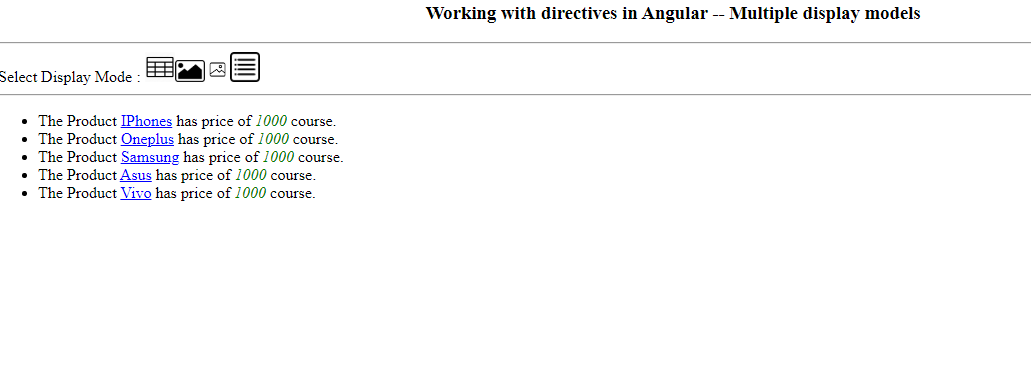 Working with directives in Angular -- Multiple display models
Select Display Mode :
The Product IPhones has price of 1000 course.
The Product Oneplus has price of 1000 course.
The Product Samsung has price of 1000 course.
The Product Asus has price of 1000 course.
The Product Vivo has price of 1000 course.